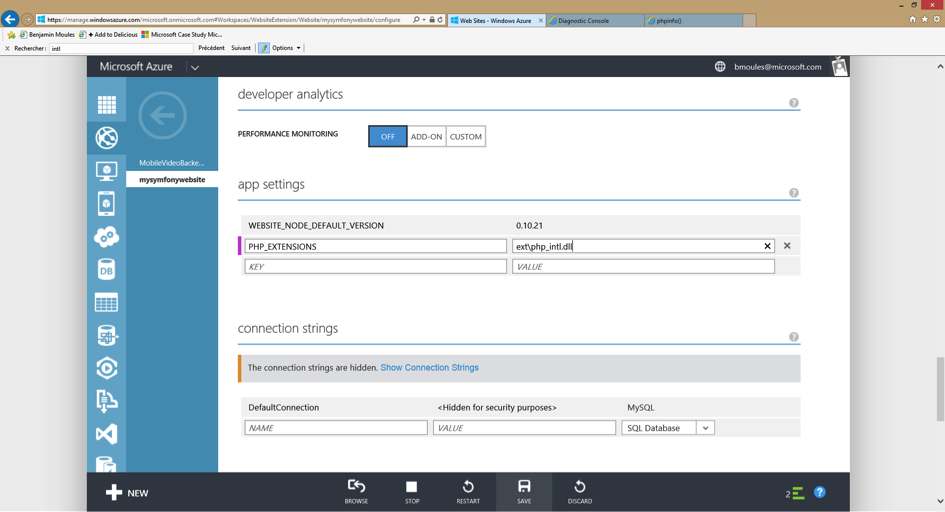 https://manage.windowsazure.com/microsoft.onmicrosoft.com#Workspaces/WebsiteExtension/Website/mysymfonywebsite/configure
Web Sites - Windows Azure
Diagnostic Console
phpinfo()
Benjamin Moules
Add to Delicious
Microsoft Case Study Mic...
Rechercher : intl
Précédent
Suivant
Options
Microsoft Azure
bmoules@microsoft.com
MobileVideoBacke...
mysymfonywebsite
developer analytics
PERFORMANCE MONITORING
OFF
ADD-ON
CUSTOM
app settings
WEBSITE_NODE_DEFAULT_VERSION
0.10.21
PHP_EXTENSIONS
ext\php_intl.dll
KEY
VALUE
connection strings
The connection strings are hidden. Show Connection Strings
DefaultConnection
<Hidden for security purposes>
MySQL
NAME
VALUE
SQL Database
DB
NEW
BROWSE
STOP
RESTART
SAVE
DISCARD
2